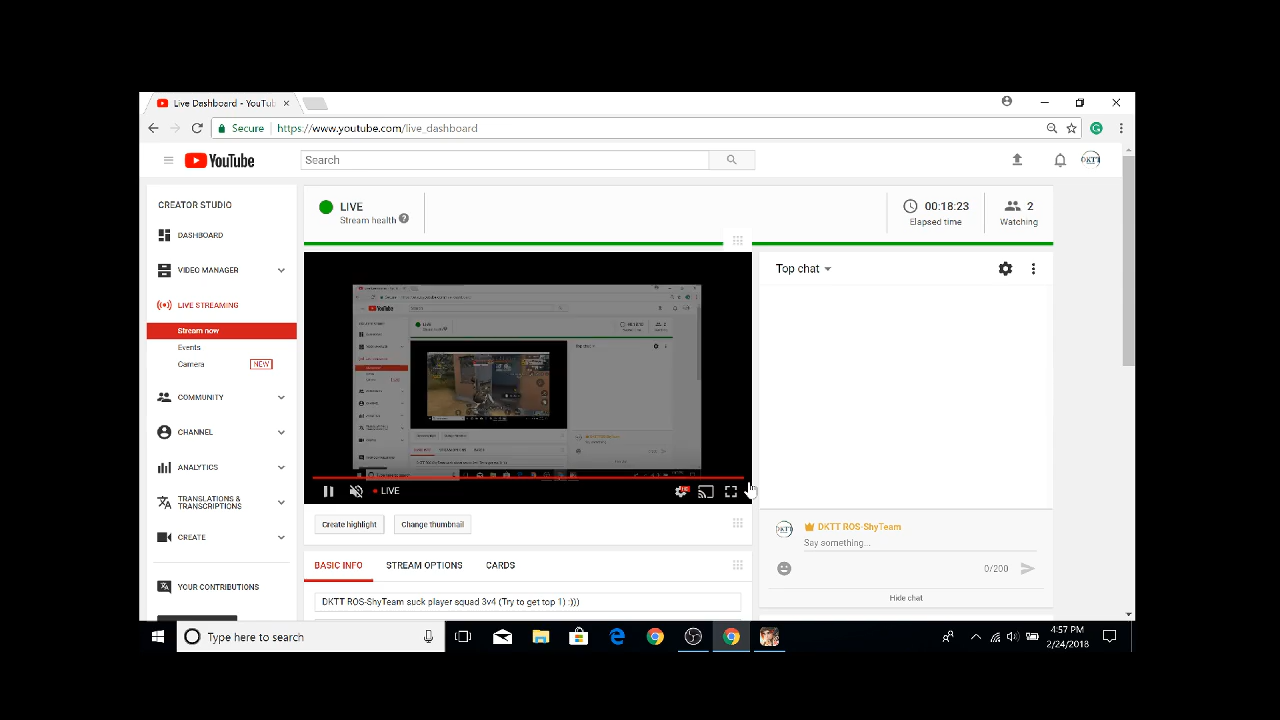 Live Dashboard - YouTub
Secure https://www.youtube.com/live_dashboard
YouTube
Search
DKTT
CREATOR STUDIO
DASHBOARD
VIDEO MANAGER
LIVE STREAMING
Stream now
Events
Camera NEW
COMMUNITY
CHANNEL
ANALYTICS
TRANSLATIONS &
TRANSCRIPTIONS
CREATE
YOUR CONTRIBUTIONS
LIVE
Stream health ?
00:18:23
Elapsed time
2
Watching
LIVE
Create highlight
Change thumbnail
BASIC INFO STREAM OPTIONS CARDS
DKTT ROS-ShyTeam suck player squad 3v4 (Try to get top 1) :)))
Top chat
DKTT
DKTT ROS-ShyTeam
Say something...
0/200
Hide chat
Type here to search
4:57 PM
2/24/2018